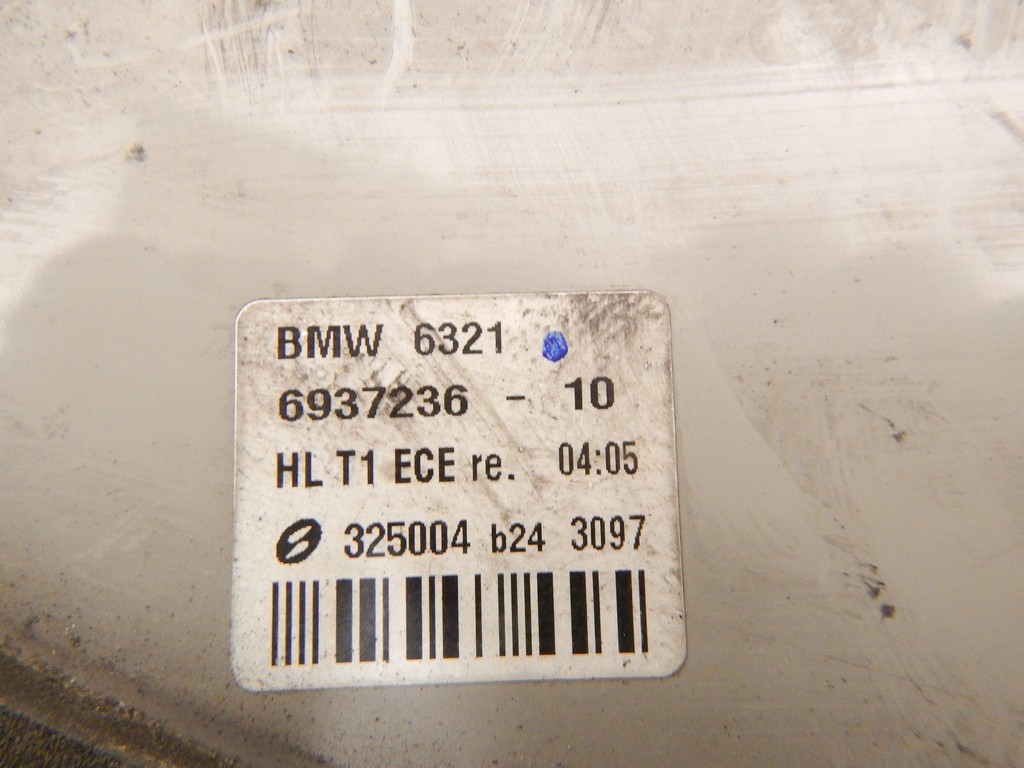 BMW 6321
6937236 - 10
HL T1 ECE re. 04:05
325004 b24 3097